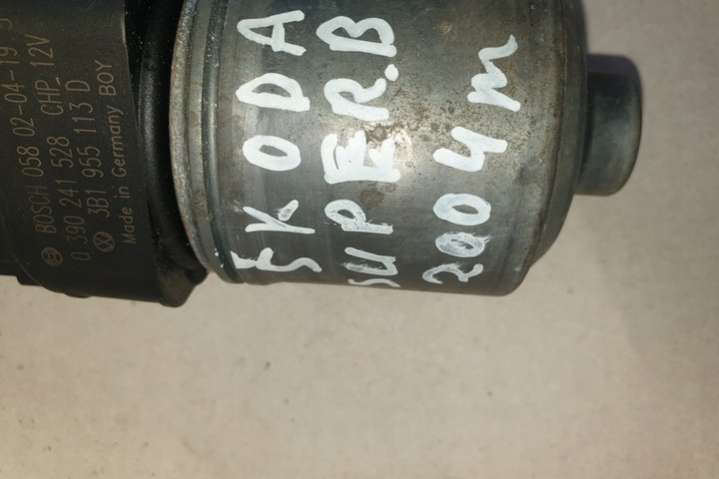 BOSCH 058 02-04-19 3
0 390 241 528 CHP 12V
3B1 955 113 D
Made in Germany BOY
SKODA
SUPER.B
2004m